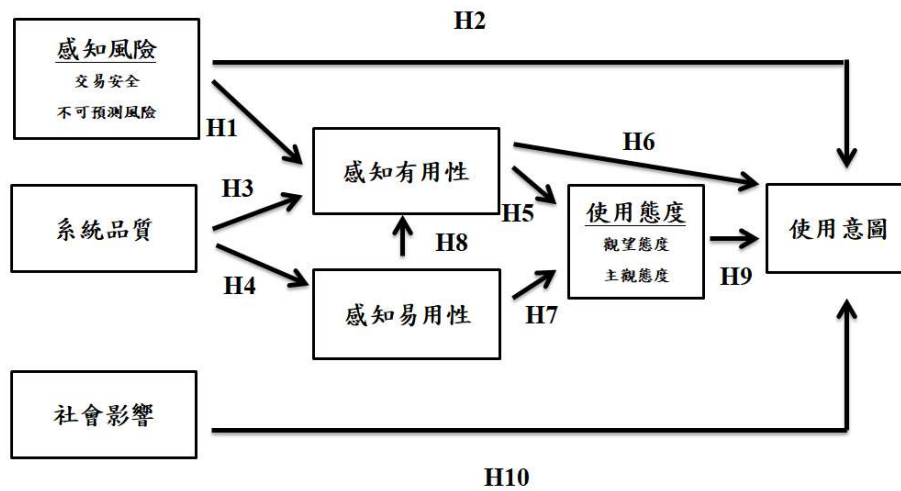 H2
感知風險
交易安全
不可預測風險
H1
感知有用性
H6
H3
系統品質
H5
使用態度
觀望態度
主觀態度
使用意圖
H8
H4
感知易用性
H7
H9
社會影響
H10